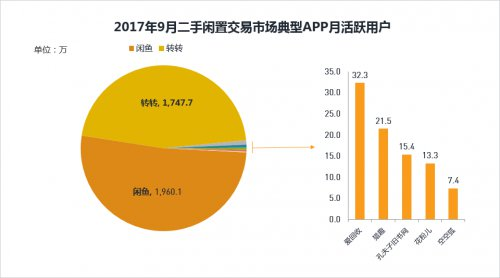 2017年9月二手闲置交易市场典型APP月活跃用户
单位：万
闲鱼 转转
转转, 1,747.7
闲鱼, 1,960.1
35.0
30.0
25.0
20.0
15.0
10.0
5.0
0.0
32.3
21.5
15.4
13.3
7.4
爱回收
猎趣
孔夫子旧书网
花粉儿
空空狐